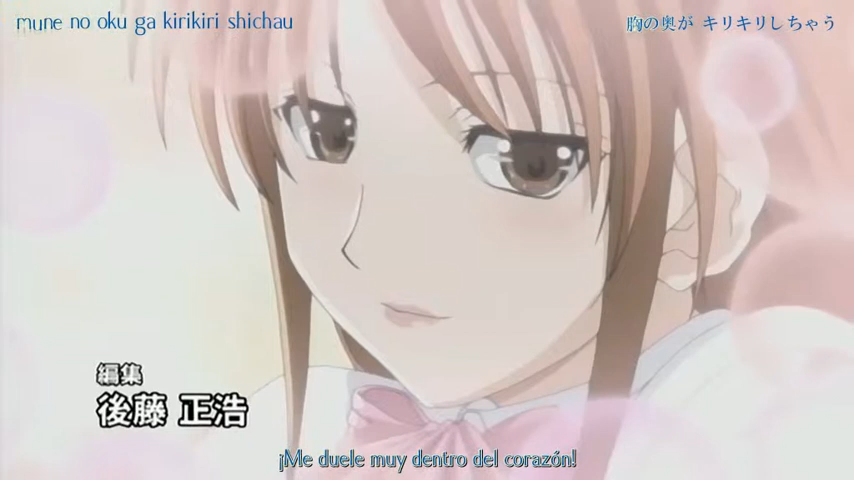 mune no oku ga kirikiri shichau
胸の奥が キリキリしちゃう
編集
後藤 正浩
¡Me duele muy dentro del corazón!